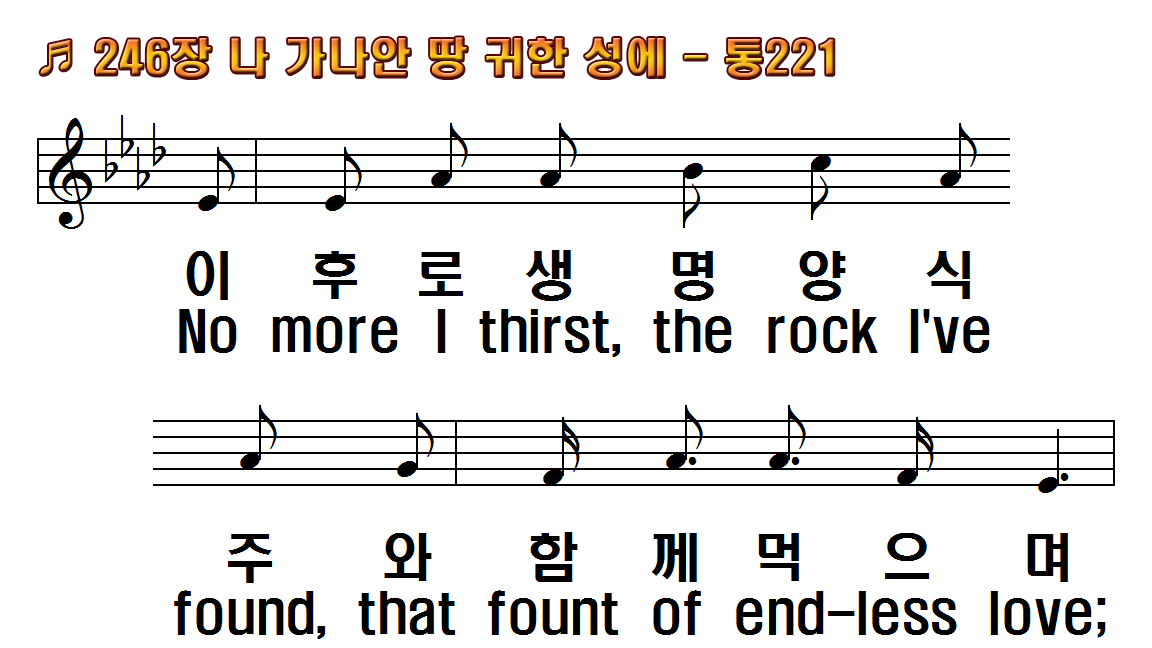 ♬ 246장 나 가나안 땅 귀한 성에 - 통221
이 후 로 생 명 양 식
No more I thirst, the rock I've
주 와 함 께 먹 으 며
found, that fount of end-less love;